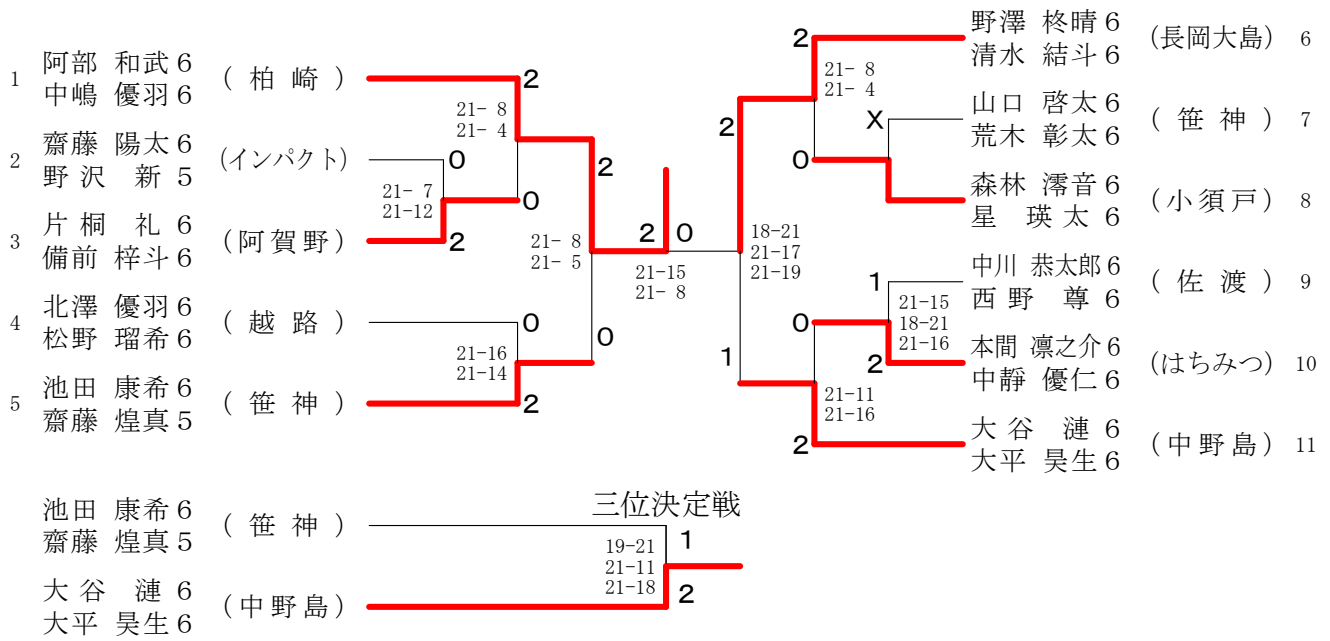 1 阿部 和武 6 ( 柏 崎 )
中嶋 優羽 6
2 齋藤 陽太 6 (インパクト)
野沢 新 5
3 片桐 礼 6 (阿賀野)
備前 梓斗 6
4 北澤 優羽 6 ( 越 路 )
松野 瑠希 6
5 池田 康希 6 ( 笹 神 )
齋藤 煌真 5
2
21- 8
21- 4
0
21- 7
21-12
2
0
2
21- 8
21- 5
0
0
21-16
21-14
2
2 0
21-15
21- 8
2
18-21
21-17
21-19
1
2
21- 8
21- 4
X
0
1
21-15
18-21
21-16
2
0
21-11
21-16
2
野澤 柊晴 6 (長岡大島) 6
清水 結斗 6
山口 啓太 6 ( 笹 神 ) 7
荒木 彰太 6
森林 澪音 6 (小須戸) 8
星 瑛太 6
中川 恭太郎 6 ( 佐 渡 ) 9
西野 尊 6
本間 凛之介 6 (はちみつ) 10
中靜 優仁 6
大谷 漣 6 (中野島) 11
大平 昊生 6
三位決定戦
池田 康希 6 ( 笹 神 )
齋藤 煌真 5
1
19-21
21-11
21-18
2
大谷 漣 6 (中野島)
大平 昊生 6